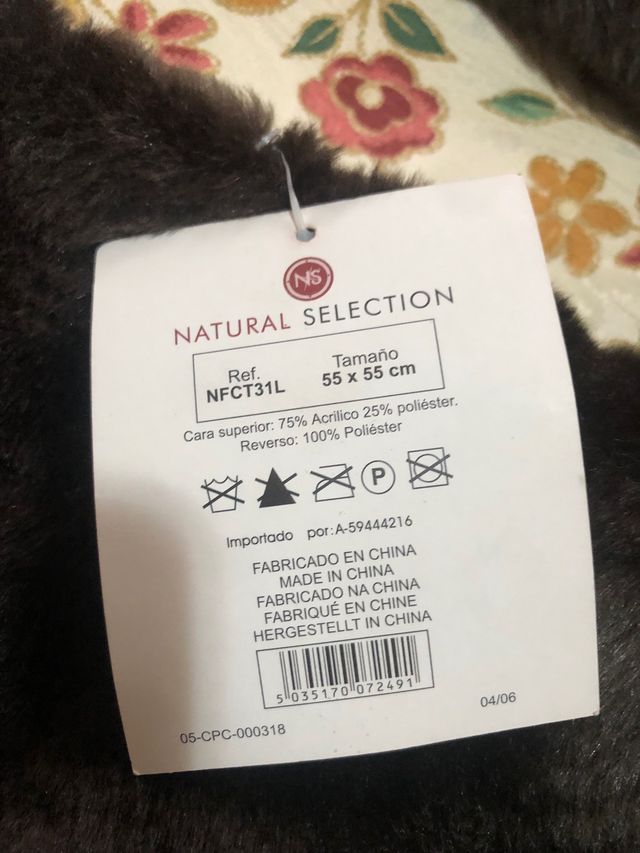 NS
NATURAL SELECTION
Ref. Tamaño
NFCT31L 55 x 55 cm
Cara superior: 75% Acrilico 25% poliéster.
Reverso: 100% Poliéster
P
Importado por:A-59444216
FABRICADO EN CHINA
MADE IN CHINA
FABRICADO NA CHINA
FABRIQUÉ EN CHINE
HERGESTELLT IN CHINA
5 035170 072491
05-CPC-000318 04/06